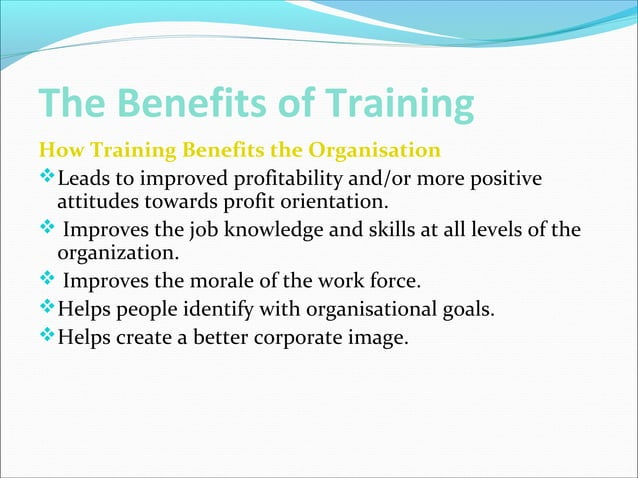 The Benefits of Training
How Training Benefits the Organisation
❖Leads to improved profitability and/or more positive
attitudes towards profit orientation.
❖ Improves the job knowledge and skills at all levels of the
organization.
❖ Improves the morale of the work force.
❖Helps people identify with organisational goals.
❖Helps create a better corporate image.